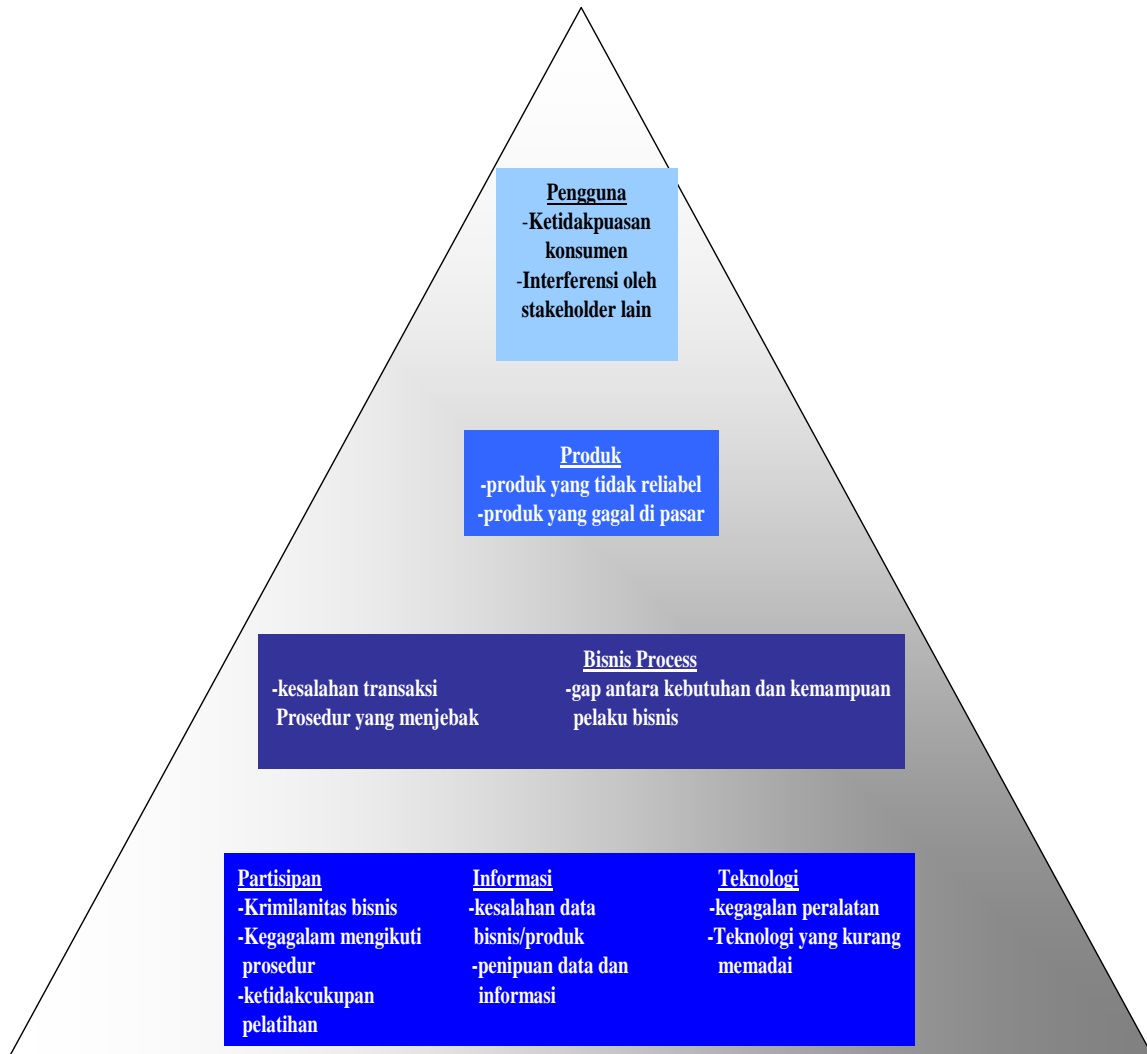 Pengguna
-Ketidakpuasan
konsumen
-Interferensi oleh
stakeholder lain
Produk
-produk yang tidak reliabel
-produk yang gagal di pasar
Bisnis Process
-kesalahan transaksi
Prosedur yang menjebak
-gap antara kebutuhan dan kemampuan
pelaku bisnis
Partisipan
-Krimilanitas bisnis
-Kegagalam mengikuti
prosedur
-ketidakcukupan
pelatihan
Informasi
-kesalahan data
bisnis/produk
-penipuan data dan
informasi
Teknologi
-kegagalan peralatan
-Teknologi yang kurang
memadai